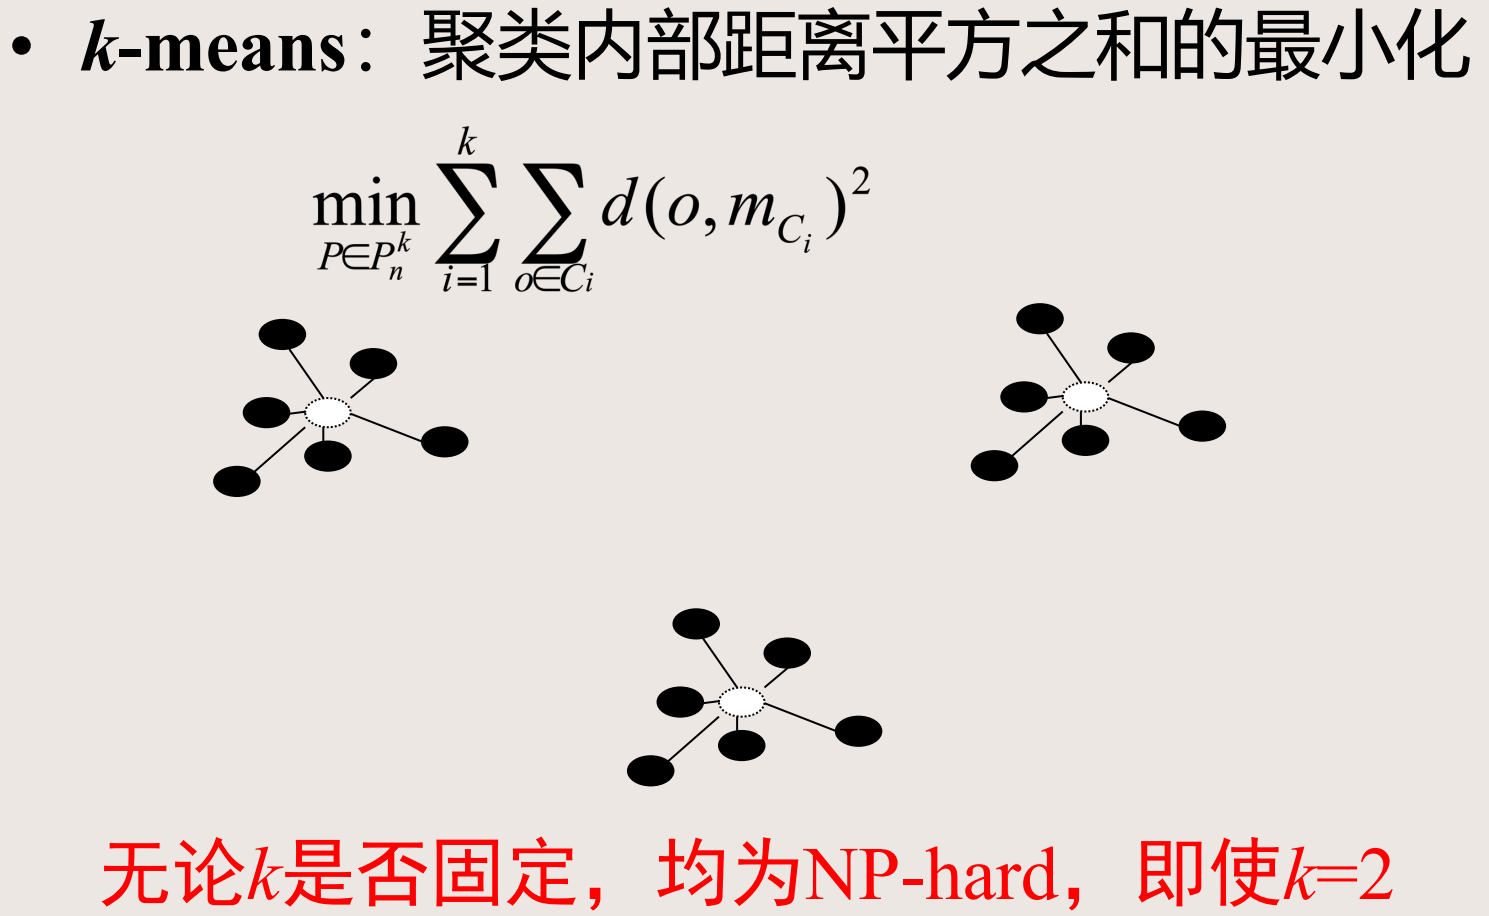 • k-means：聚类内部距离平方之和的最小化
min_{P∈P_n^k} ∑_{i=1}^{k} ∑_{o∈C_i} d(o, m_{C_i})^2
无论k是否固定，均为NP-hard，即使k=2